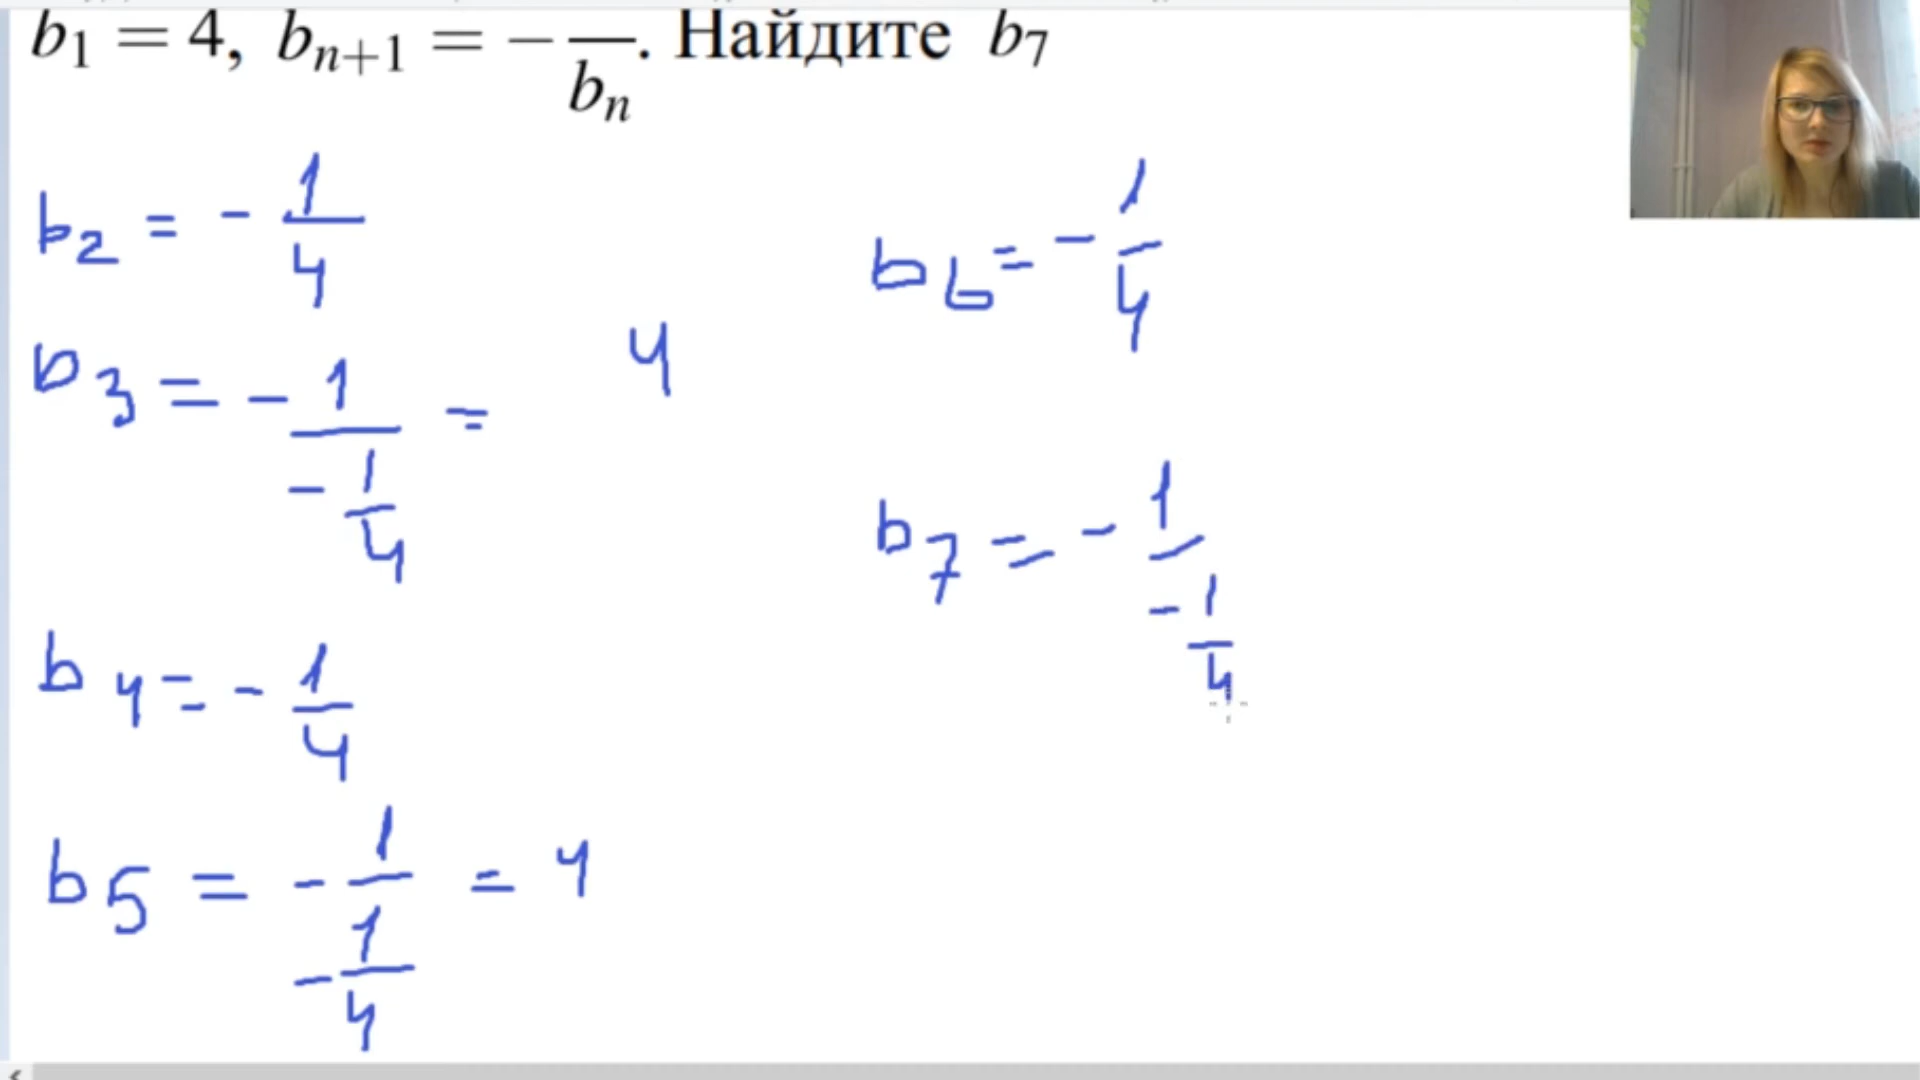 b₁ = 4, bₙ₊₁ = −—/bₙ. Найдите b₇
b₂ = - 1/4
b₃ = - 1/(- 1/4) = 4
b₄ = - 1/4
b₅ = - 1/(- 1/4) = 4
b₆ = - 1/4
b₇ = - 1/(- 1/4)